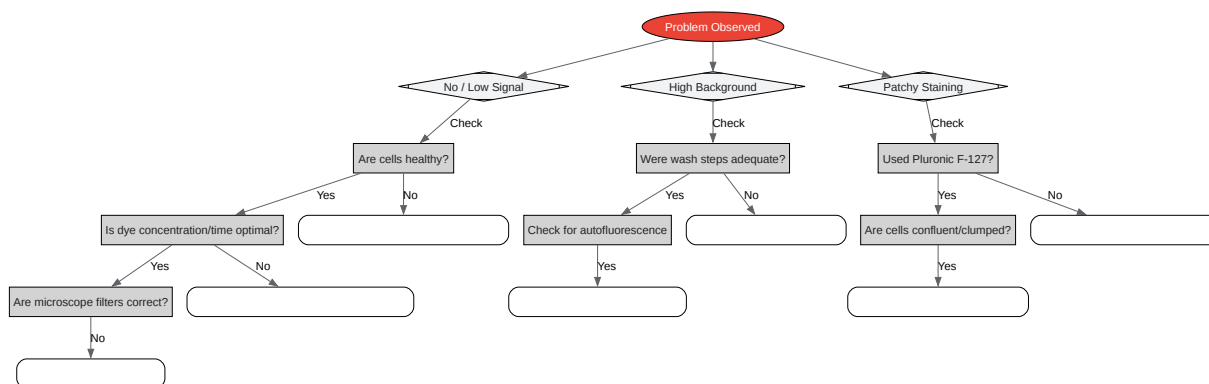 Problem Observed
No / Low Signal
High Background
Patchy Staining
Check
Check
Check
Are cells healthy?
Were wash steps adequate?
Used Pluronic F-127?
Yes
No
Yes
No
Yes
No
Is dye concentration/time optimal?
Check for autofluorescence
Are cells confluent/clumped?
Yes
No
Yes
Yes
Are microscope filters correct?
No